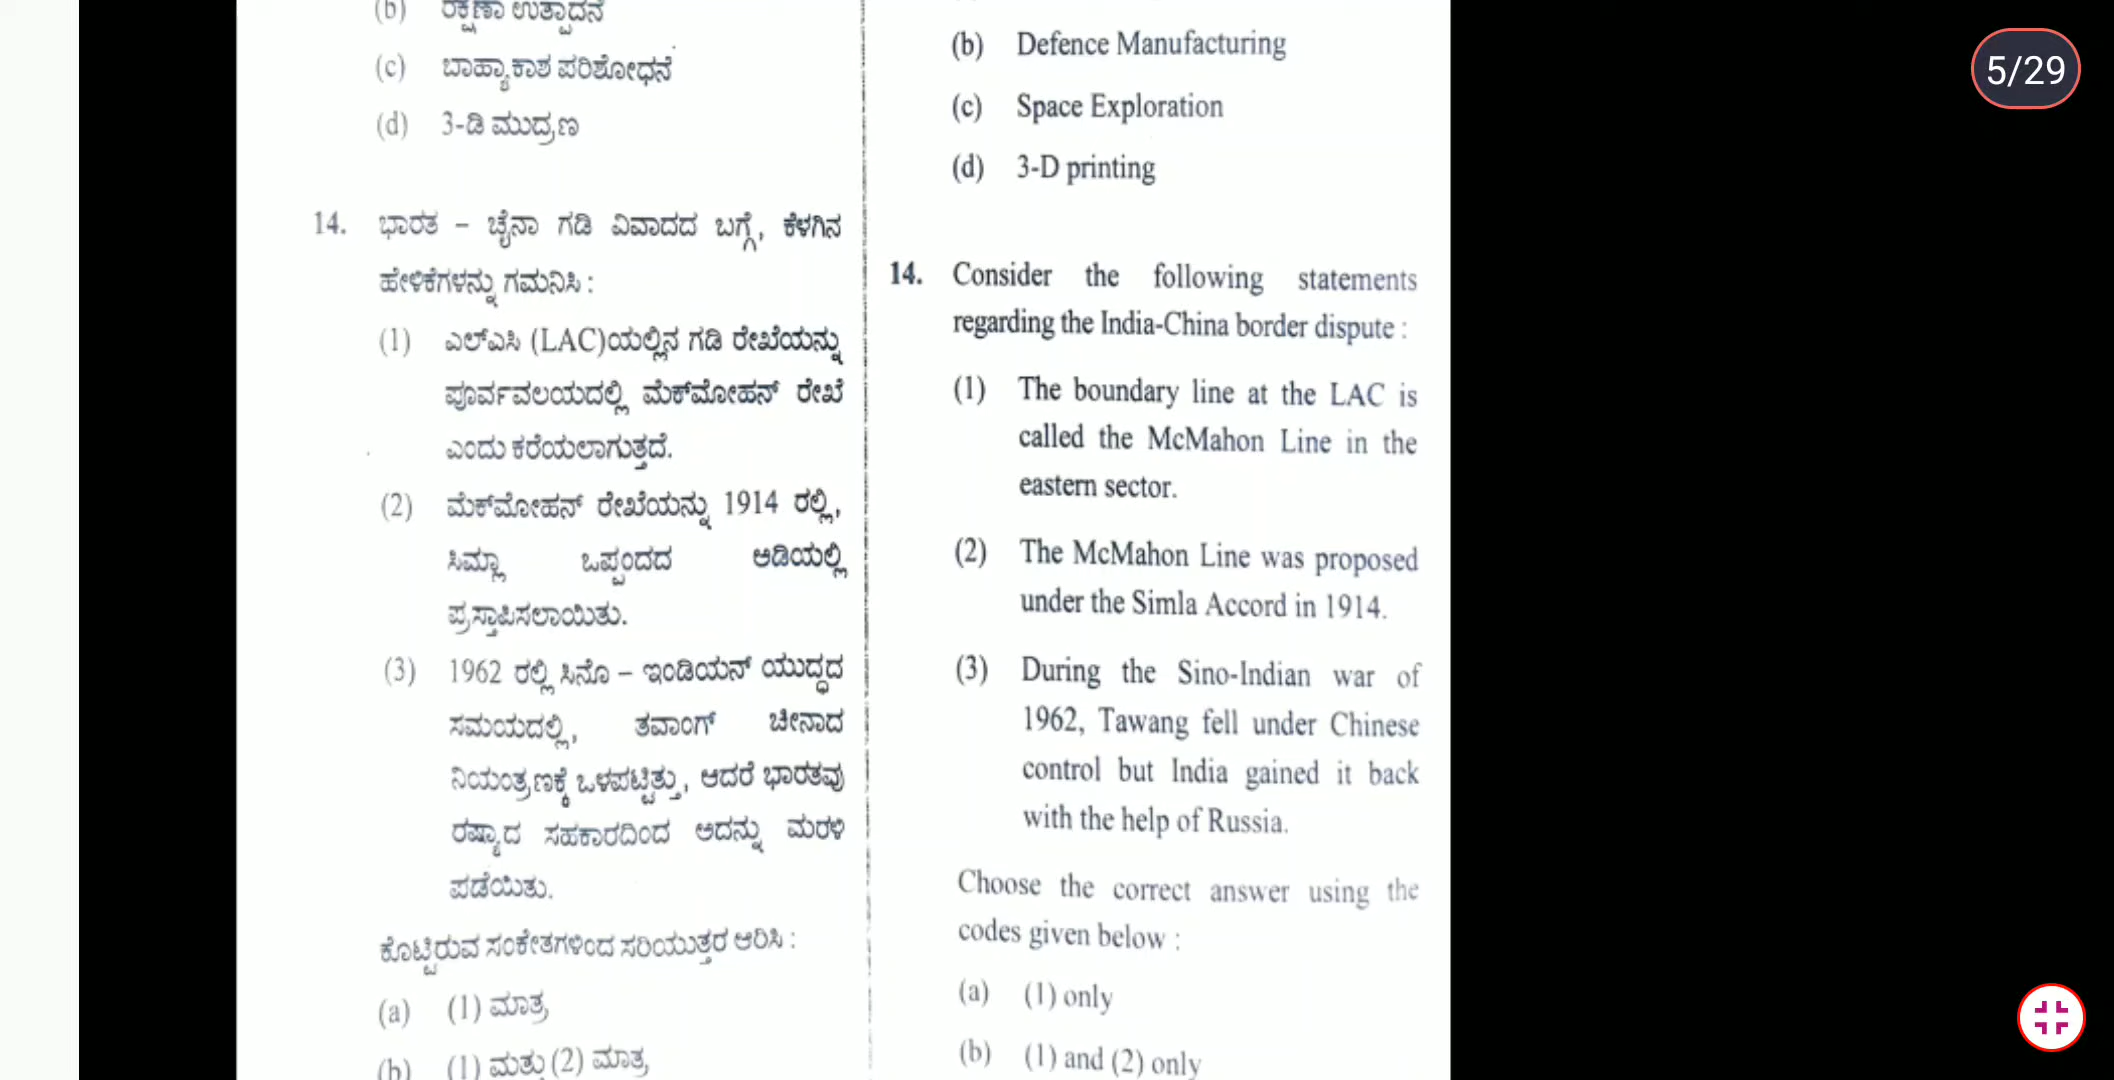 (b) ರಕ್ಷಣಾ ಉತ್ಪಾದನೆ
(c) ಬಾಹ್ಯಾಕಾಶ ಪರಿಶೋಧನೆ
(d) 3-ಡಿ ಮುದ್ರಣ
14. ಭಾರತ – ಚೈನಾ ಗಡಿ ವಿವಾದದ ಬಗ್ಗೆ, ಕೆಳಗಿನ
ಹೇಳಿಕೆಗಳನ್ನು ಗಮನಿಸಿ :
(1) ಎಲ್ಎಸಿ (LAC)ಯಲ್ಲಿನ ಗಡಿ ರೇಖೆಯನ್ನು
ಪೂರ್ವವಲಯದಲ್ಲಿ ಮೆಕ್‌ಮೋಹನ್ ರೇಖೆ
ಎಂದು ಕರೆಯಲಾಗುತ್ತದೆ.
(2) ಮೆಕ್‌ಮೋಹನ್ ರೇಖೆಯನ್ನು 1914 ರಲ್ಲಿ,
ಸಿಮ್ಲಾ ಒಪ್ಪಂದದ ಅಡಿಯಲ್ಲಿ
ಪ್ರಸ್ತಾಪಿಸಲಾಯಿತು.
(3) 1962 ರಲ್ಲಿ ಸಿನೊ – ಇಂಡಿಯನ್ ಯುದ್ಧದ
ಸಮಯದಲ್ಲಿ, ತವಾಂಗ್ ಚೀನಾದ
ನಿಯಂತ್ರಣಕ್ಕೆ ಒಳಪಟ್ಟಿತ್ತು, ಆದರೆ ಭಾರತವು
ರಷ್ಯಾದ ಸಹಕಾರದಿಂದ ಅದನ್ನು ಮರಳಿ
ಪಡೆಯಿತು.
ಕೊಟ್ಟಿರುವ ಸಂಕೇತಗಳಿಂದ ಸರಿಯುತ್ತರ ಆರಿಸಿ :
(a) (1) ಮಾತ್ರ
(b) (1) ಮತ್ತು (2) ಮಾತ್ರ
(b) Defence Manufacturing
(c) Space Exploration
(d) 3-D printing
14. Consider the following statements
regarding the India-China border dispute :
(1) The boundary line at the LAC is
called the McMahon Line in the
eastern sector.
(2) The McMahon Line was proposed
under the Simla Accord in 1914.
(3) During the Sino-Indian war of
1962, Tawang fell under Chinese
control but India gained it back
with the help of Russia.
Choose the correct answer using the
codes given below :
(a) (1) only
(b) (1) and (2) only
5/29